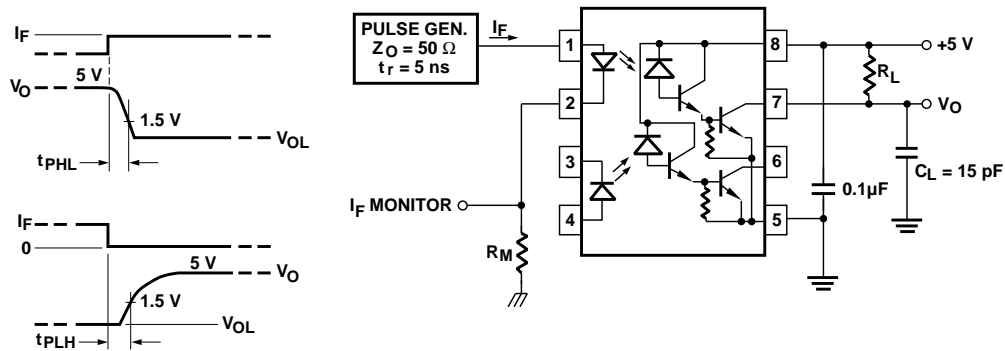 IF
VO
5 V
1.5 V
VOL
tPHL
IF
0
5 V
VO
1.5 V
VOL
tPLH
PULSE GEN.
ZO = 50 Ω
tr = 5 ns
IF
1
2
3
4
8
7
6
5
IF MONITOR
RM
+5 V
RL
VO
0.1µF
CL = 15 pF